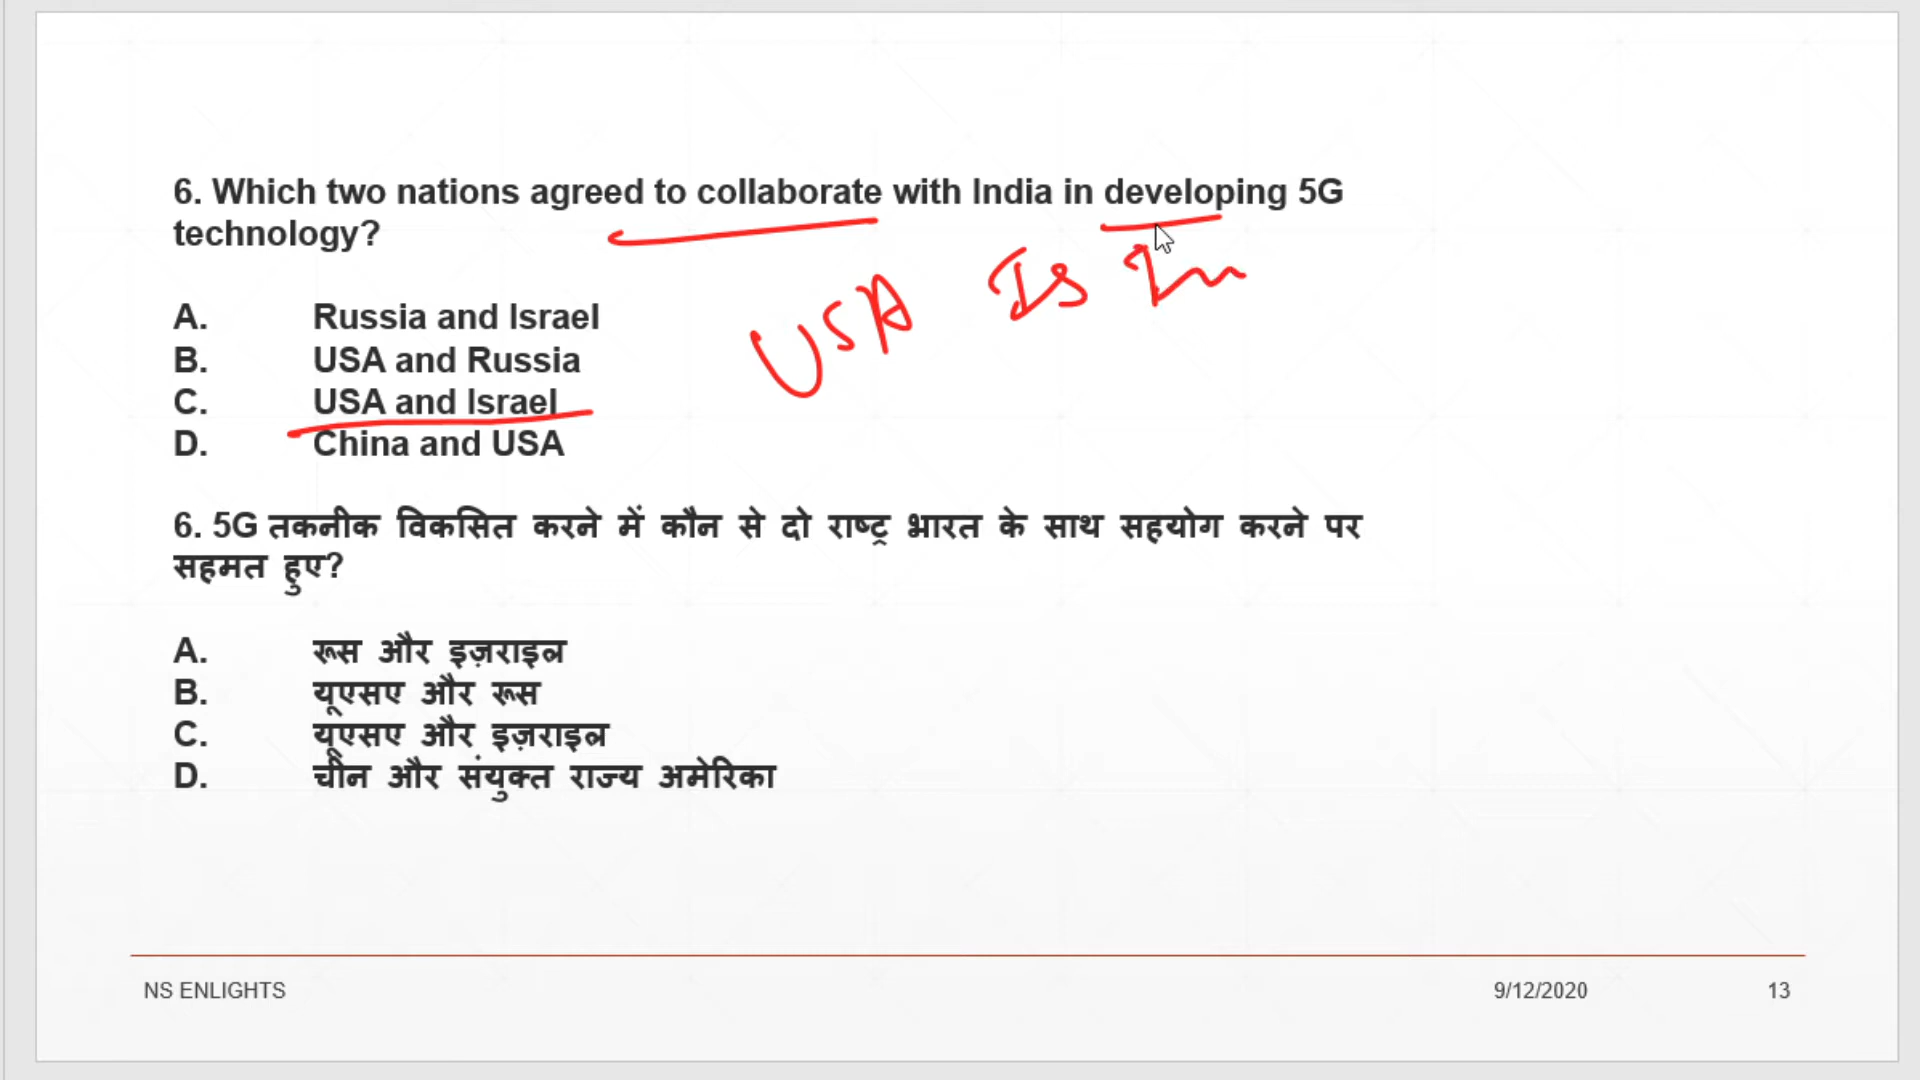 6. Which two nations agreed to collaborate with India in developing 5G
technology?
USA Is In
A. Russia and Israel
B. USA and Russia
C. USA and Israel
D. China and USA
6. 5G तकनीक विकसित करने में कौन से दो राष्ट्र भारत के साथ सहयोग करने पर
सहमत हुए?
A. रूस और इज़राइल
B. यूएसए और रूस
C. यूएसए और इज़राइल
D. चीन और संयुक्त राज्य अमेरिका
NS ENLIGHTS 9/12/2020 13